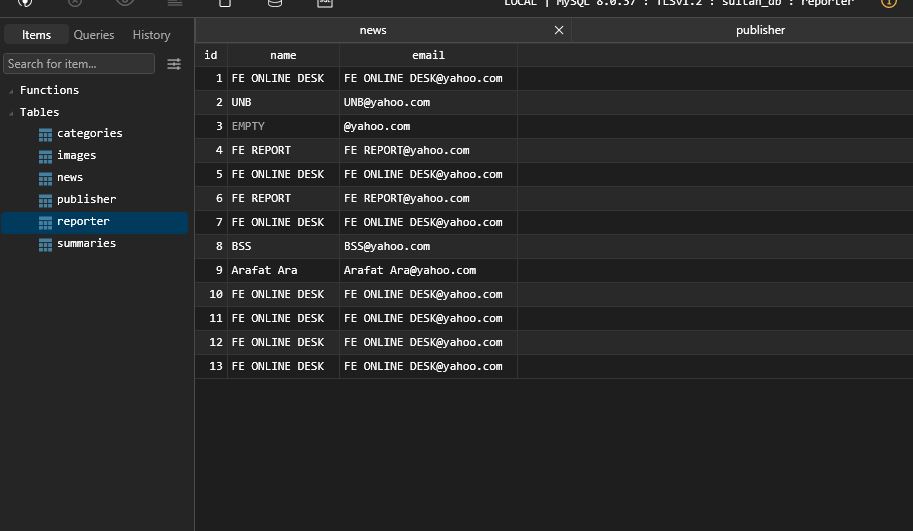 LOCAL | MySQL 8.0.37 : TLSv1.2 : sultan_db : reporter
Items Queries History
news publisher
Search for item...
id name email
1 FE ONLINE DESK FE ONLINE DESK@yahoo.com
2 UNB UNB@yahoo.com
3 EMPTY @yahoo.com
4 FE REPORT FE REPORT@yahoo.com
5 FE ONLINE DESK FE ONLINE DESK@yahoo.com
6 FE REPORT FE REPORT@yahoo.com
7 FE ONLINE DESK FE ONLINE DESK@yahoo.com
8 BSS BSS@yahoo.com
9 Arafat Ara Arafat Ara@yahoo.com
10 FE ONLINE DESK FE ONLINE DESK@yahoo.com
11 FE ONLINE DESK FE ONLINE DESK@yahoo.com
12 FE ONLINE DESK FE ONLINE DESK@yahoo.com
13 FE ONLINE DESK FE ONLINE DESK@yahoo.com
Functions
Tables
categories
images
news
publisher
reporter
summaries